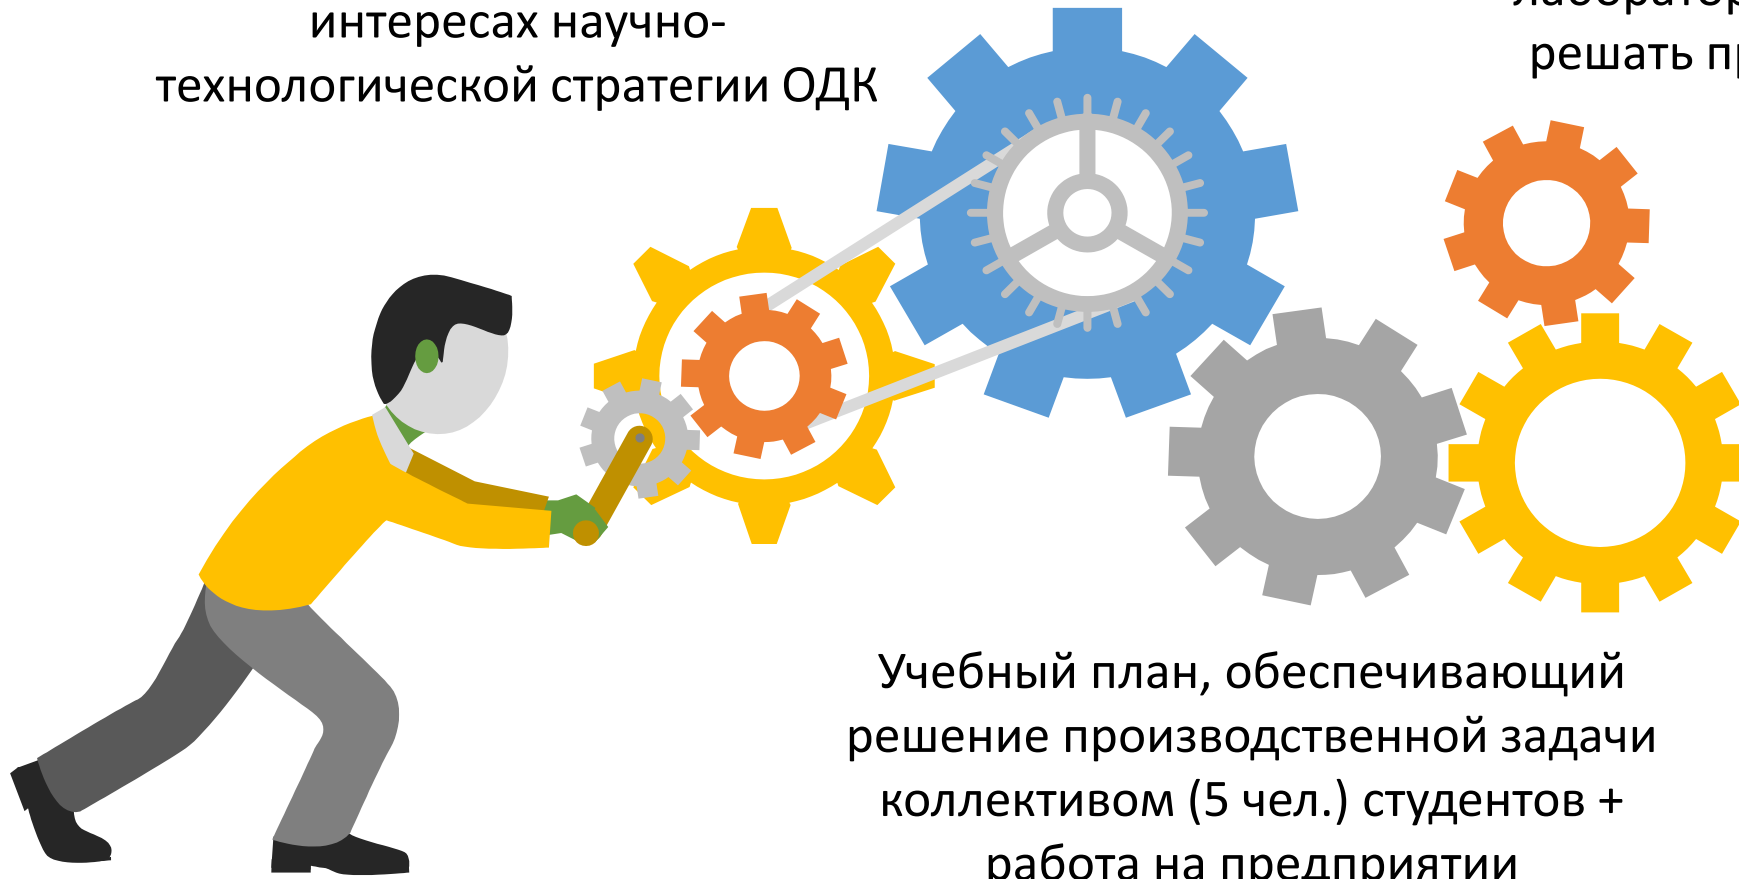 интересах научно-
технологической стратегии ОДК
решать
Учебный план, обеспечивающий
решение производственной задачи
коллективом (5 чел.) студентов +
работа на предприятии